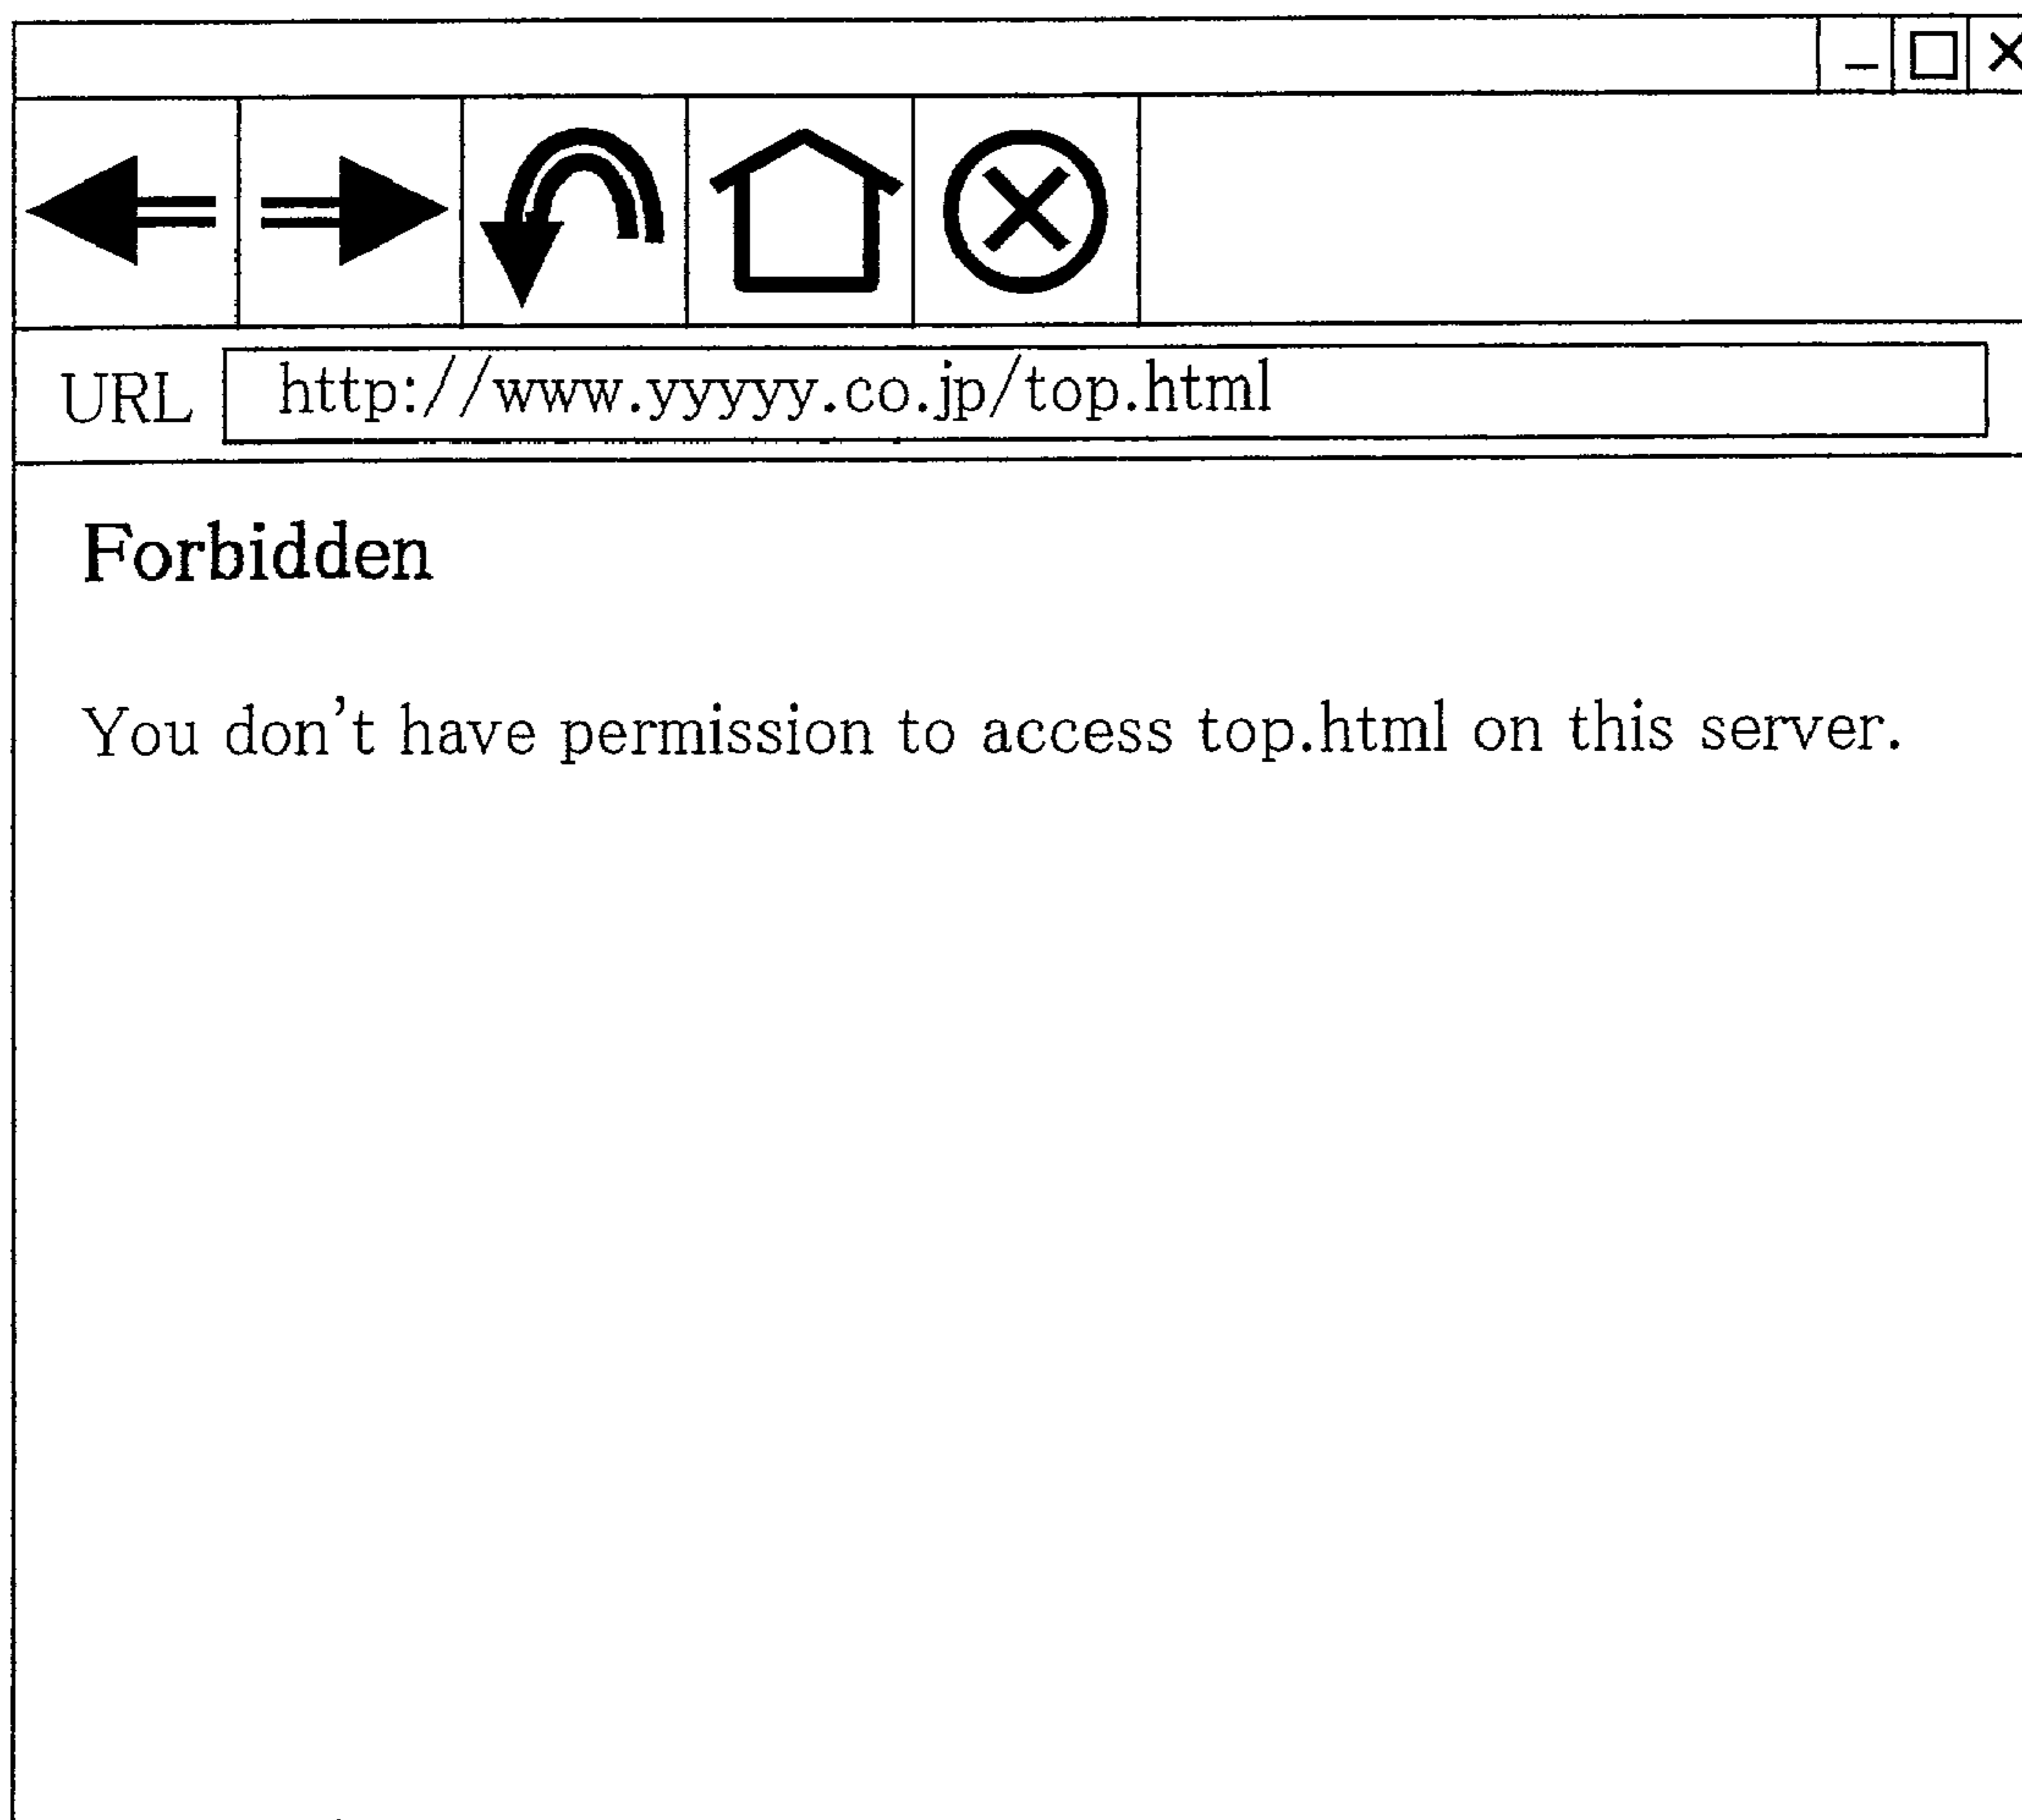 URL http://www.yyyyy.co.jp/top.html
Forbidden
You don't have permission to access top.html on this server.